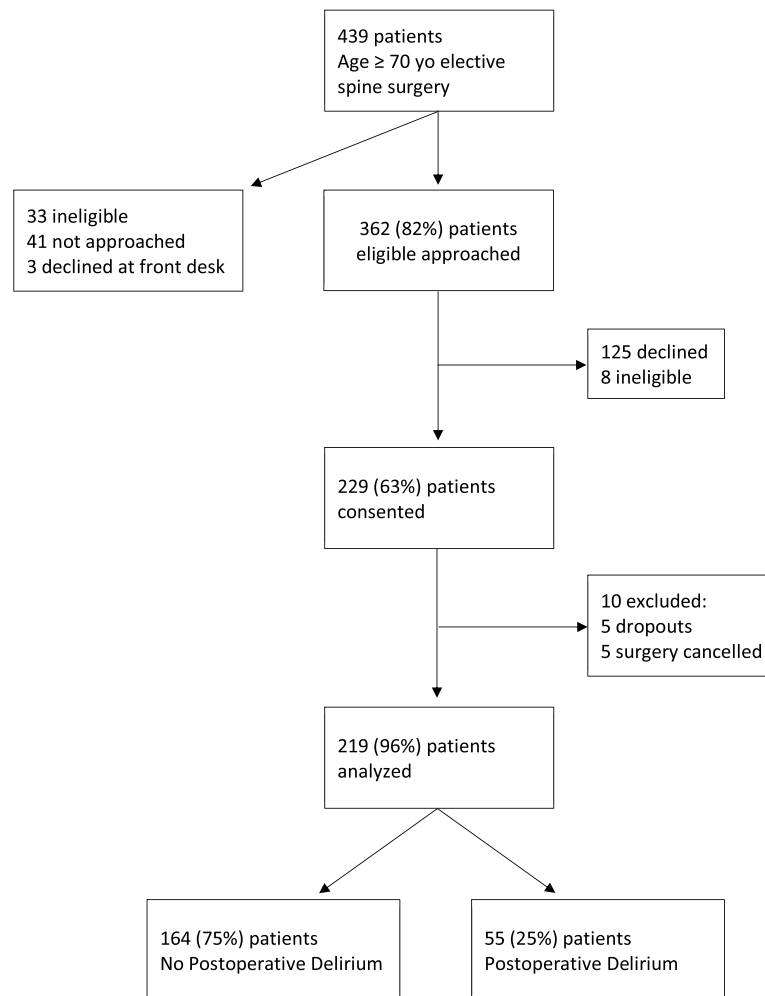 439 patients
Age ≥ 70 yo elective
spine surgery
33 ineligible
41 not approached
3 declined at front desk
362 (82%) patients
eligible approached
125 declined
8 ineligible
229 (63%) patients
consented
10 excluded:
5 dropouts
5 surgery cancelled
219 (96%) patients
analyzed
164 (75%) patients
No Postoperative Delirium
55 (25%) patients
Postoperative Delirium